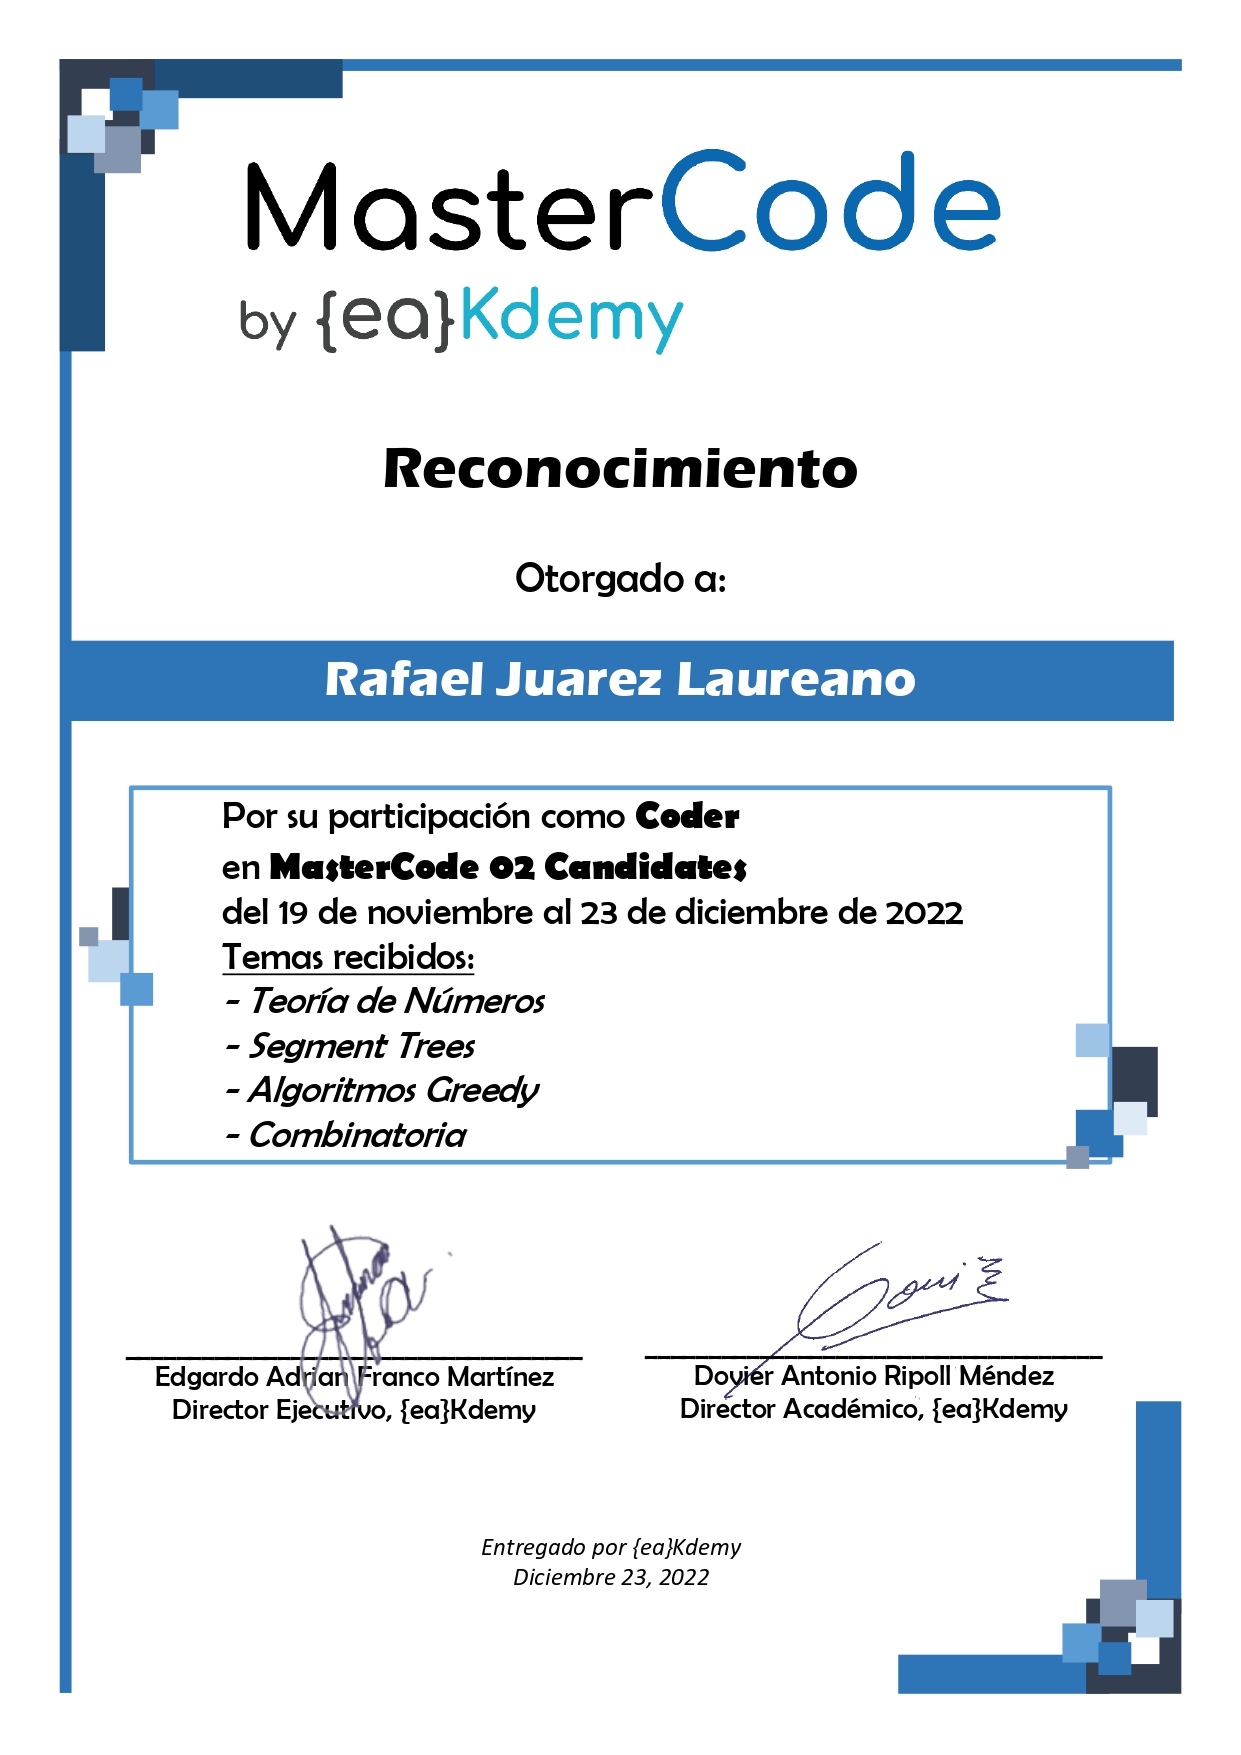 MasterCode
by {ea}Kdemy
Reconocimiento
Otorgado a:
Rafael Juarez Laureano
Por su participación como Coder
en MasterCode 02 Candidates
del 19 de noviembre al 23 de diciembre de 2022
Temas recibidos:
- Teoría de Números
- Segment Trees
- Algoritmos Greedy
- Combinatoria
Edgardo Adrian Franco Martínez
Director Ejecutivo, {ea}Kdemy
Dovier Antonio Ripoll Méndez
Director Académico, {ea}Kdemy
Entregado por {ea}Kdemy
Diciembre 23, 2022